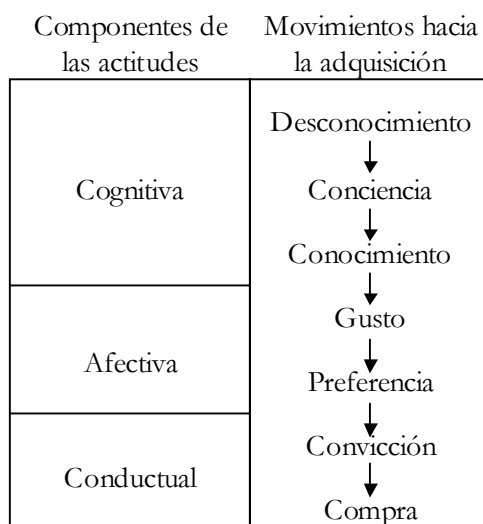 Componentes de
las actitudes
Movimientos hacia
la adquisición
Cognitiva
Desconocimiento
Conciencia
Conocimiento
Afectiva
Gusto
Preferencia
Conductual
Convicción
Compra